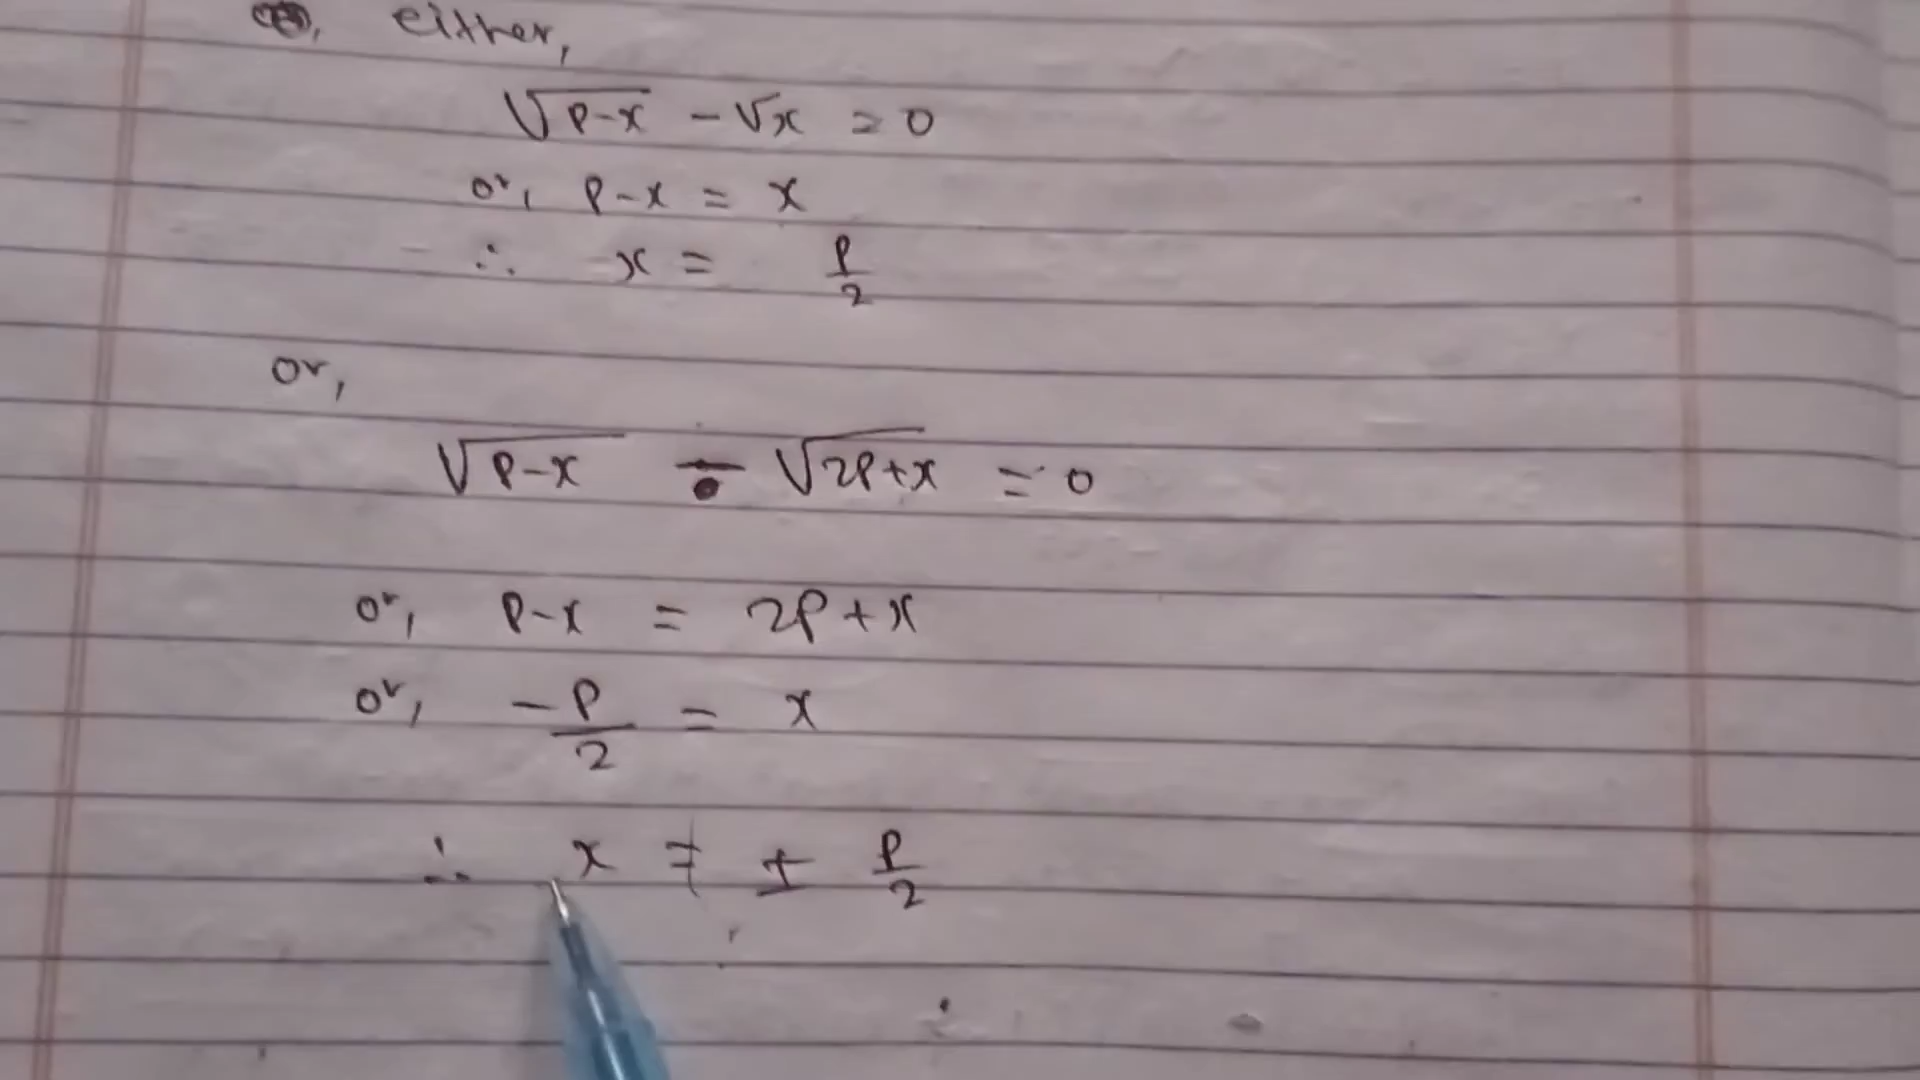 either,
√(p-x) - √x = 0
or, p-x = x
∴ x = p/2
or,
√(p-x) - √(2p+x) = 0
or, p-x = 2p+x
or, -p/2 = x
∴ x = ± p/2